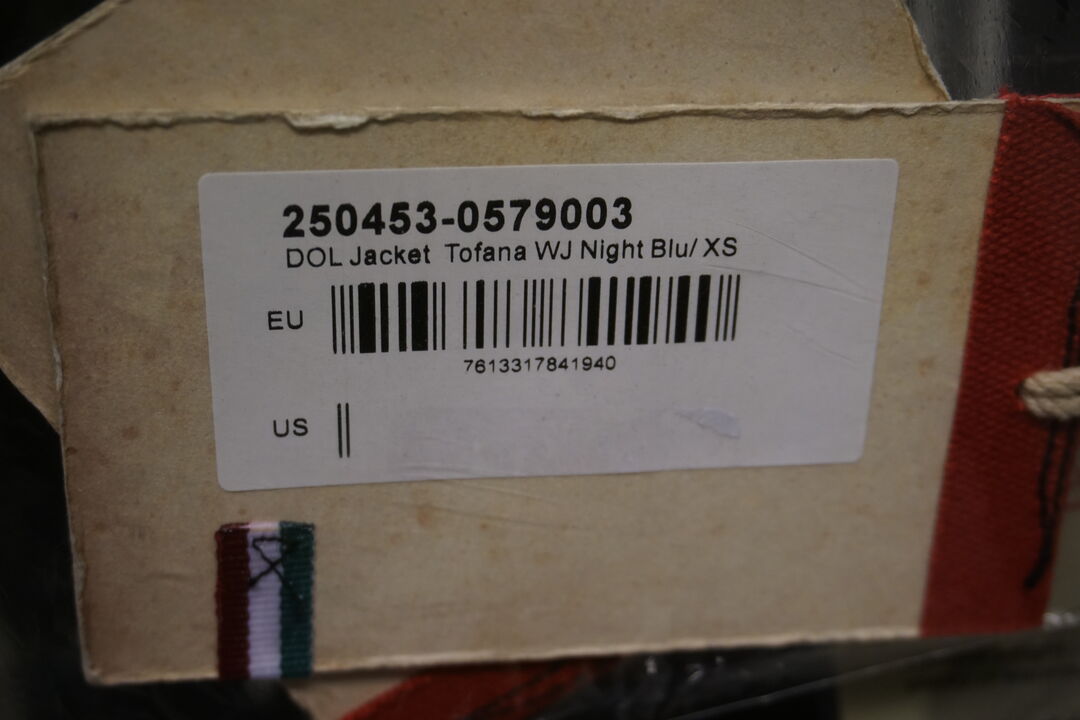 250453-0579003
DOL Jacket Tofana WJ Night Blu/ XS
EU
7613317841940
US